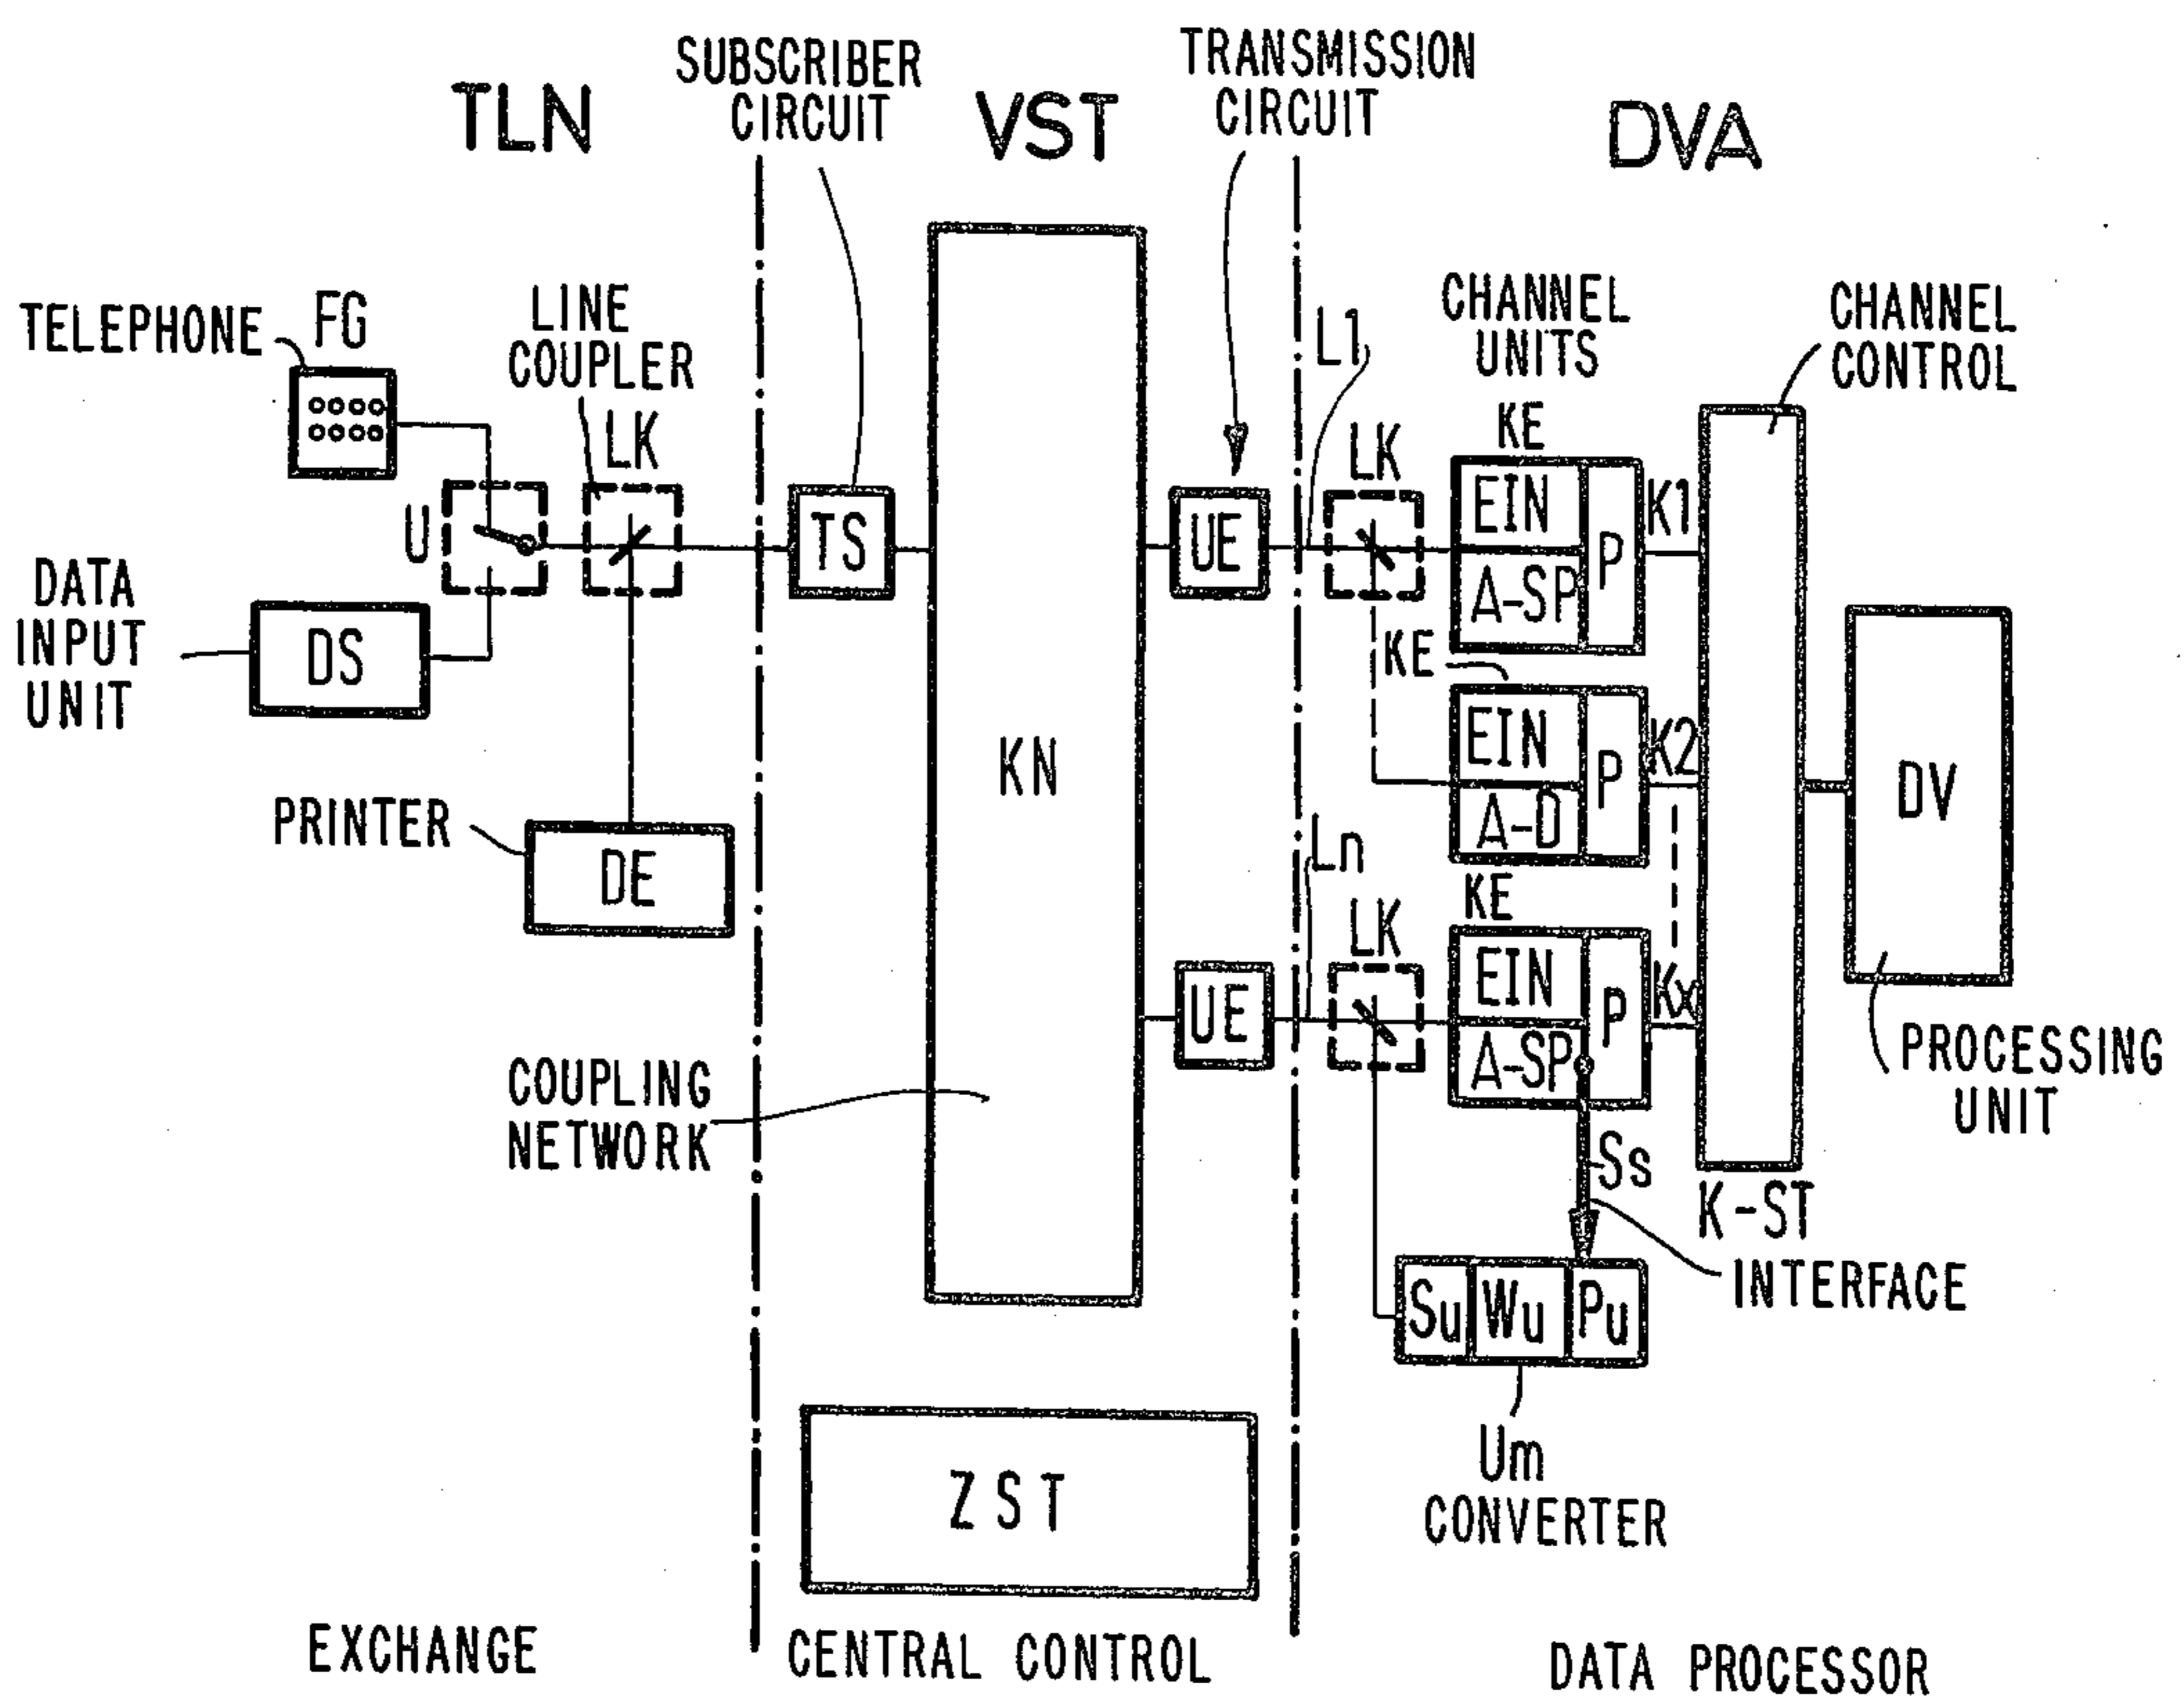 TLN
SUBSCRIBER
CIRCUIT
VST
TRANSMISSION
CIRCUIT
DVA
TELEPHONE
FG
LINE
COUPLER
LK
U
DATA
INPUT
UNIT
DS
PRINTER
DE
TS
KN
COUPLING
NETWORK
UE
UE
L1
Ln
LK
LK
CHANNEL
UNITS
KE
EIN
A-SP
P
K1
KE
EIN
A-D
P
K2
KE
EIN
A-SP
P
Kx
CHANNEL
CONTROL
K-ST
DV
PROCESSING
UNIT
Ss
INTERFACE
Su
Wu
Pu
Um
CONVERTER
ZST
EXCHANGE
CENTRAL CONTROL
DATA PROCESSOR